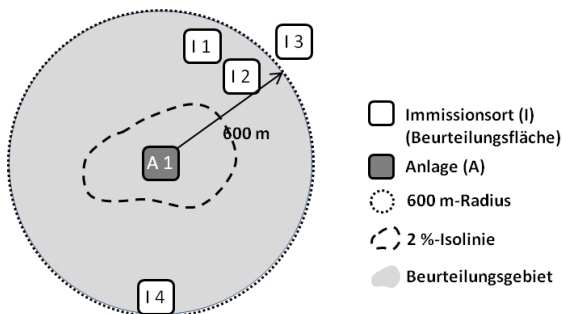 I 1
I 3
I 2
600 m
A 1
I 4
Immissionsort (I)
(Beurteilungsfläche)
Anlage (A)
600 m-Radius
2 %-Isolinie
Beurteilungsgebiet